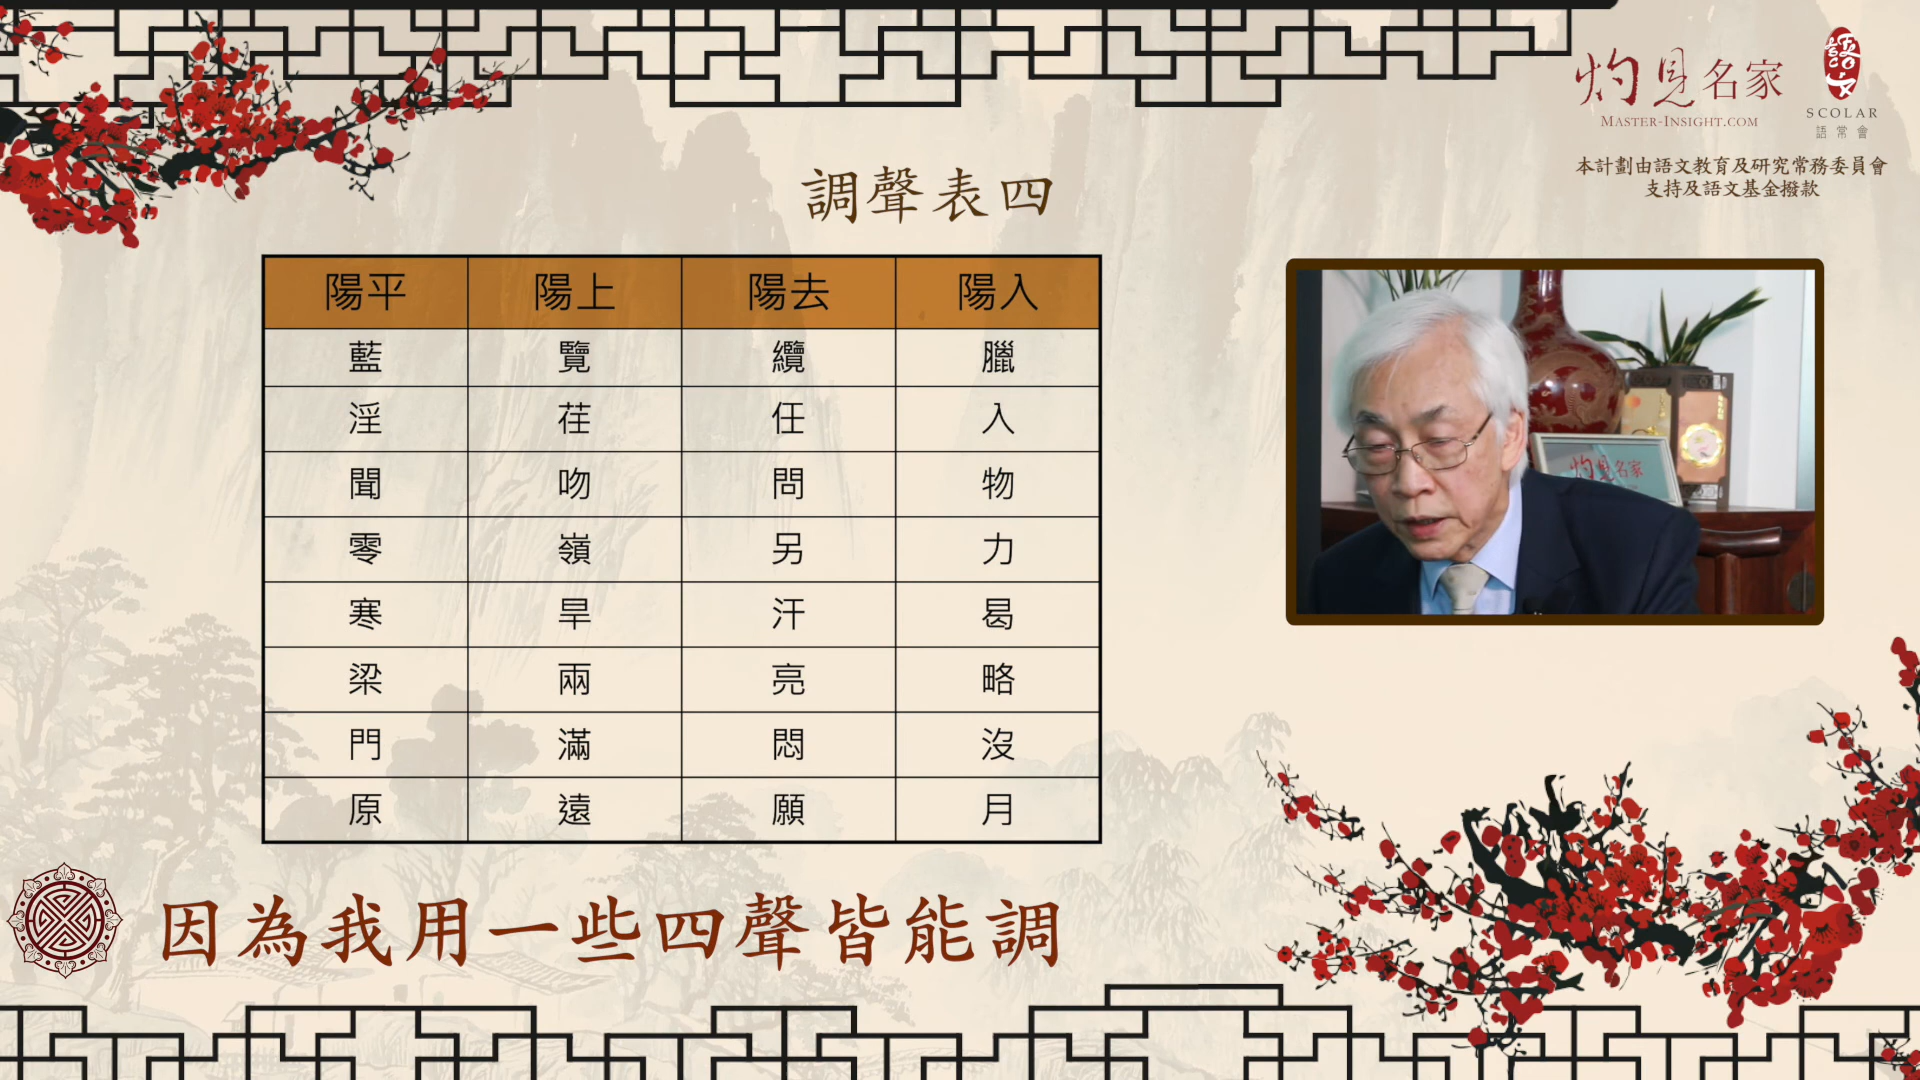 灼見名家
MASTER-INSIGHT.COM
語文
SCOLAR
語常會
本計劃由語文教育及研究常務委員會
支持及語文基金撥款
調聲表四
陽平 陽上 陽去 陽入
藍 覽 纜 臘
淫 荏 任 入
聞 吻 問 物
零 嶺 另 力
寒 旱 汗 曷
梁 兩 亮 略
門 滿 悶 沒
原 遠 願 月
灼見名家
因為我用一些四聲皆能調